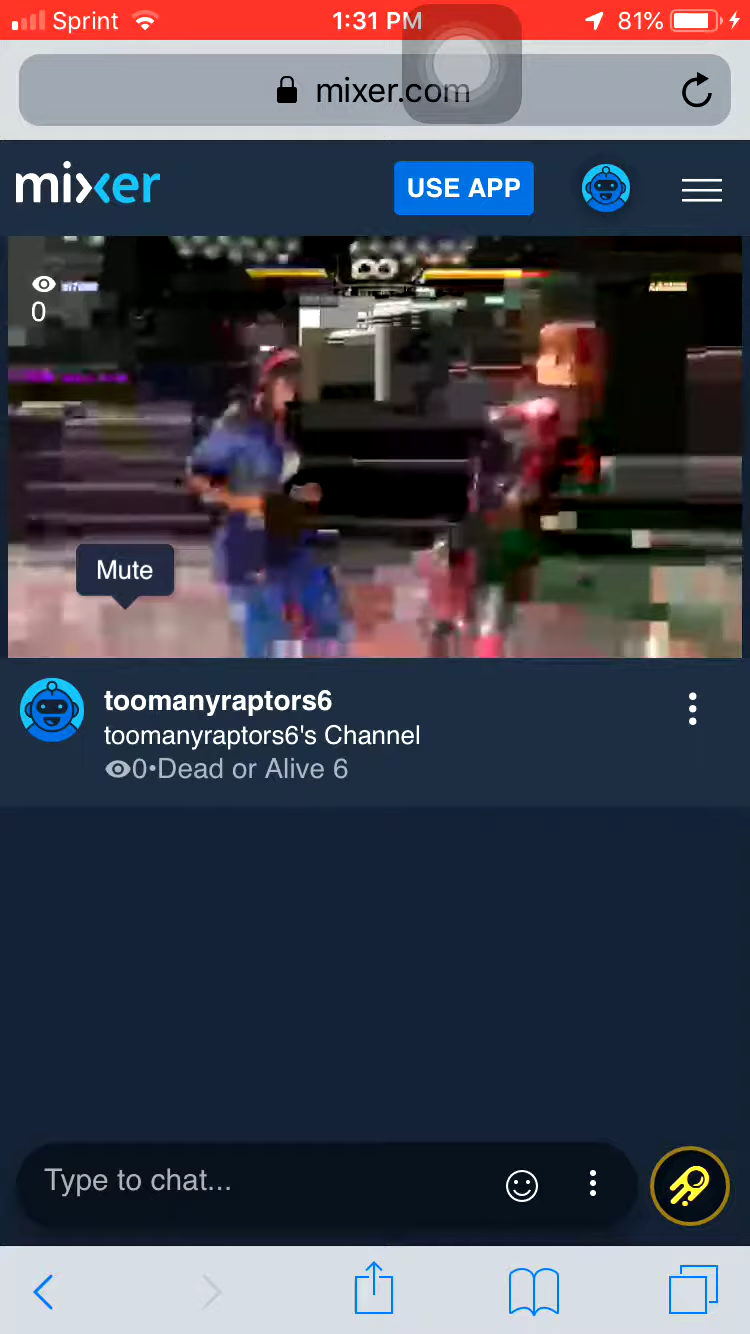 Sprint 1:31 PM 81%
mixer.com
mixer USE APP
0
Mute
toomanyraptors6
toomanyraptors6's Channel
0•Dead or Alive 6
Type to chat...